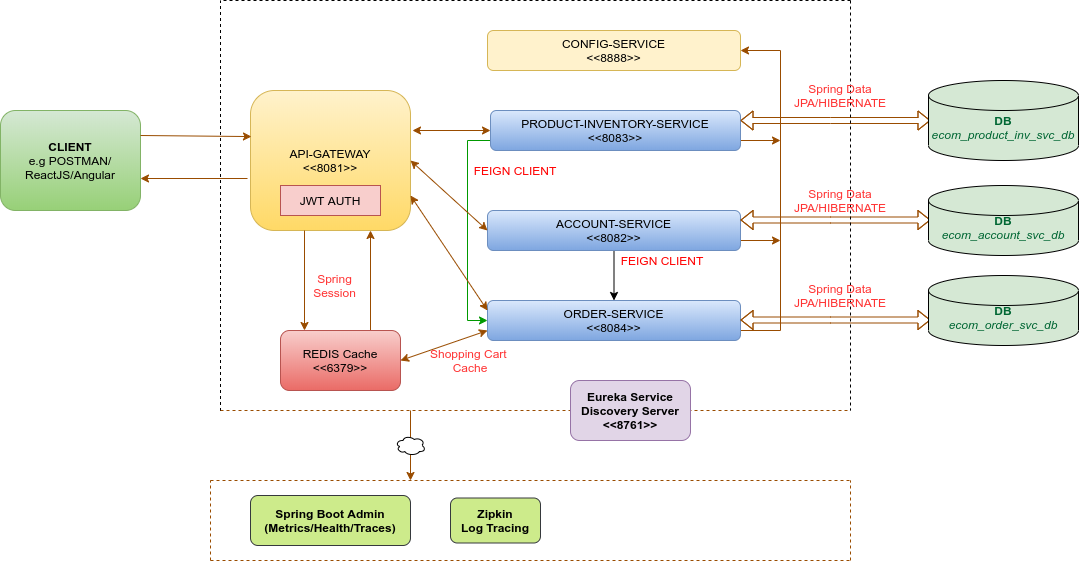 CONFIG-SERVICE
<<8888>>
Spring Data
JPA/HIBERNATE
DB
ecom_product_inv_svc_db
PRODUCT-INVENTORY-SERVICE
<<8083>>
CLIENT
e.g POSTMAN/
ReactJS/Angular
API-GATEWAY
<<8081>>
JWT AUTH
FEIGN CLIENT
Spring Data
JPA/HIBERNATE
DB
ecom_account_svc_db
ACCOUNT-SERVICE
<<8082>>
FEIGN CLIENT
Spring
Session
Spring Data
JPA/HIBERNATE
DB
ecom_order_svc_db
ORDER-SERVICE
<<8084>>
REDIS Cache
<<6379>>
Shopping Cart
Cache
Eureka Service
Discovery Server
<<8761>>
Spring Boot Admin
(Metrics/Health/Traces)
Zipkin
Log Tracing